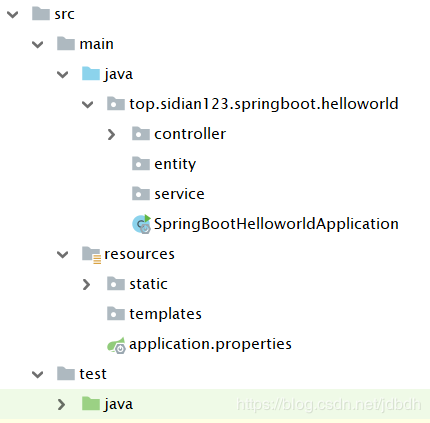 src
main
java
top.sidian123.springboot.helloworld
controller
entity
service
SpringBootHelloworldApplication
resources
static
templates
application.properties
test
java
https://blog.csdn.net/jdbdh